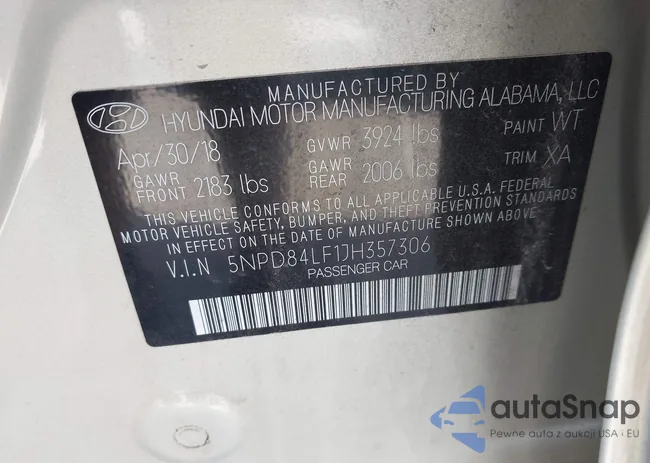 MANUFACTURED BY
HYUNDAI MOTOR MANUFACTURING ALABAMA, LLC
Apr/30/18 GVWR 3924 lbs PAINT WT
GAWR FRONT 2183 lbs GAWR REAR 2006 lbs TRIM XA
THIS VEHICLE CONFORMS TO ALL APPLICABLE U.S.A. FEDERAL
MOTOR VEHICLE SAFETY, BUMPER, AND THEFT PREVENTION STANDARDS
IN EFFECT ON THE DATE OF MANUFACTURE SHOWN ABOVE
V.I.N 5NPD84LF1JH357306
PASSENGER CAR
autoSnap
Pewne auta z aukcji USA i EU